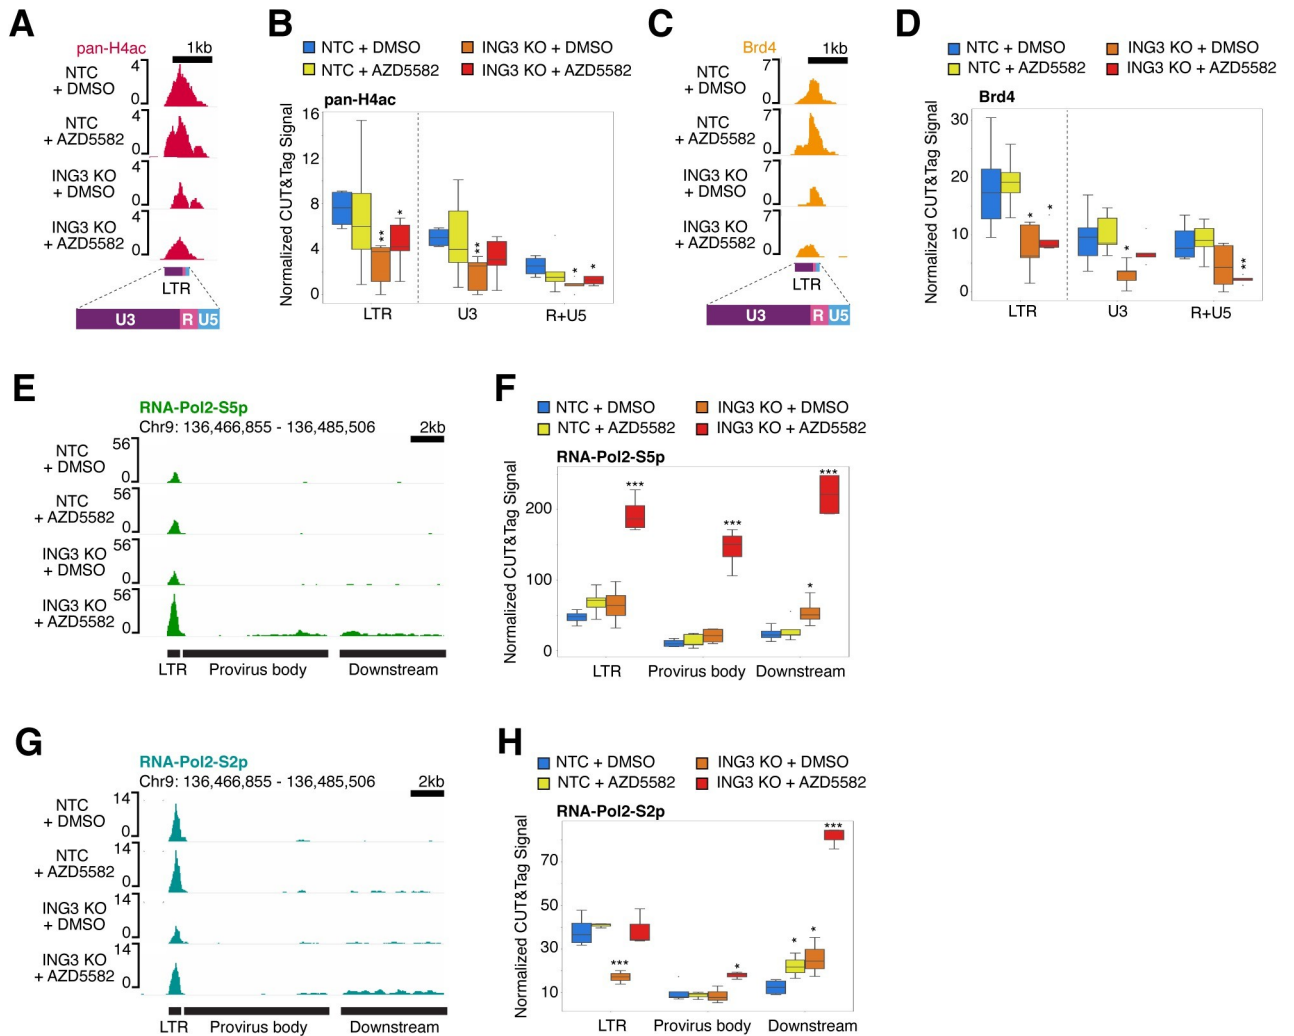 A
pan-H4ac
1kb
NTC
+ DMSO
4
0
NTC
+ AZD5582
4
0
ING3 KO
+ DMSO
4
0
ING3 KO
+ AZD5582
4
0
LTR
U3 R U5
B
NTC + DMSO ING3 KO + DMSO
NTC + AZD5582 ING3 KO + AZD5582
pan-H4ac
Normalized CUT&Tag Signal
16
12
8
4
0
** * ** * *
LTR U3 R+U5
C
Brd4
1kb
NTC
+ DMSO
7
0
NTC
+ AZD5582
7
0
ING3 KO
+ DMSO
7
0
ING3 KO
+ AZD5582
7
0
LTR
U3 R U5
D
NTC + DMSO ING3 KO + DMSO
NTC + AZD5582 ING3 KO + AZD5582
Brd4
Normalized CUT&Tag Signal
30
20
10
0
* * * **
LTR U3 R+U5
E
RNA-Pol2-S5p
Chr9: 136,466,855 - 136,485,506 2kb
NTC
+ DMSO
56
0
NTC
+ AZD5582
56
0
ING3 KO
+ DMSO
56
0
ING3 KO
+ AZD5582
56
0
LTR Provirus body Downstream
F
NTC + DMSO ING3 KO + DMSO
NTC + AZD5582 ING3 KO + AZD5582
RNA-Pol2-S5p
Normalized CUT&Tag Signal
200
100
0
*** *** * ***
LTR Provirus body Downstream
G
RNA-Pol2-S2p
Chr9: 136,466,855 - 136,485,506 2kb
NTC
+ DMSO
14
0
NTC
+ AZD5582
14
0
ING3 KO
+ DMSO
14
0
ING3 KO
+ AZD5582
14
0
LTR Provirus body Downstream
H
NTC + DMSO ING3 KO + DMSO
NTC + AZD5582 ING3 KO + AZD5582
RNA-Pol2-S2p
Normalized CUT&Tag Signal
70
50
30
10
*** * * * ***
LTR Provirus body Downstream